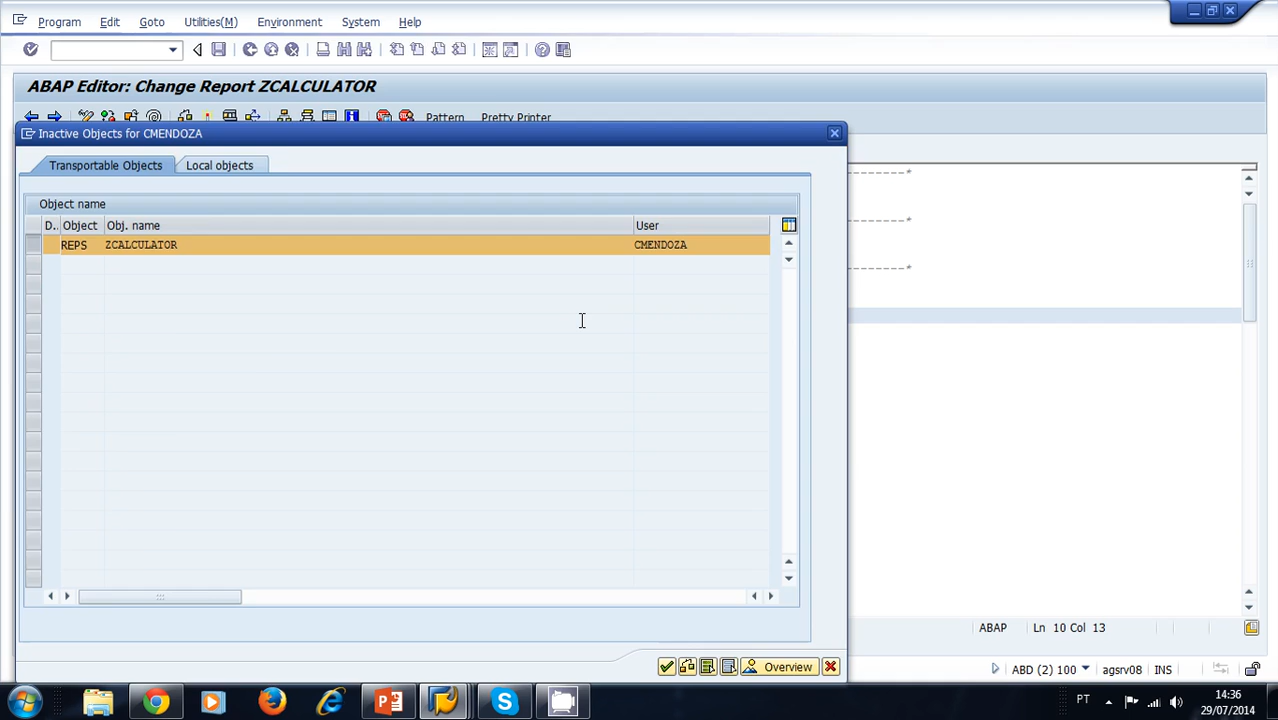 Program Edit Goto Utilities(M) Environment System Help
ABAP Editor: Change Report ZCALCULATOR
Pattern Pretty Printer
Inactive Objects for CMENDOZA
Transportable Objects Local objects
Object name
D.. Object Obj. name User
REPS ZCALCULATOR CMENDOZA
--------*
--------*
--------*
Overview
ABAP Ln 10 Col 13
ABD (2) 100 agsrv08 INS
PT 14:36
29/07/2014